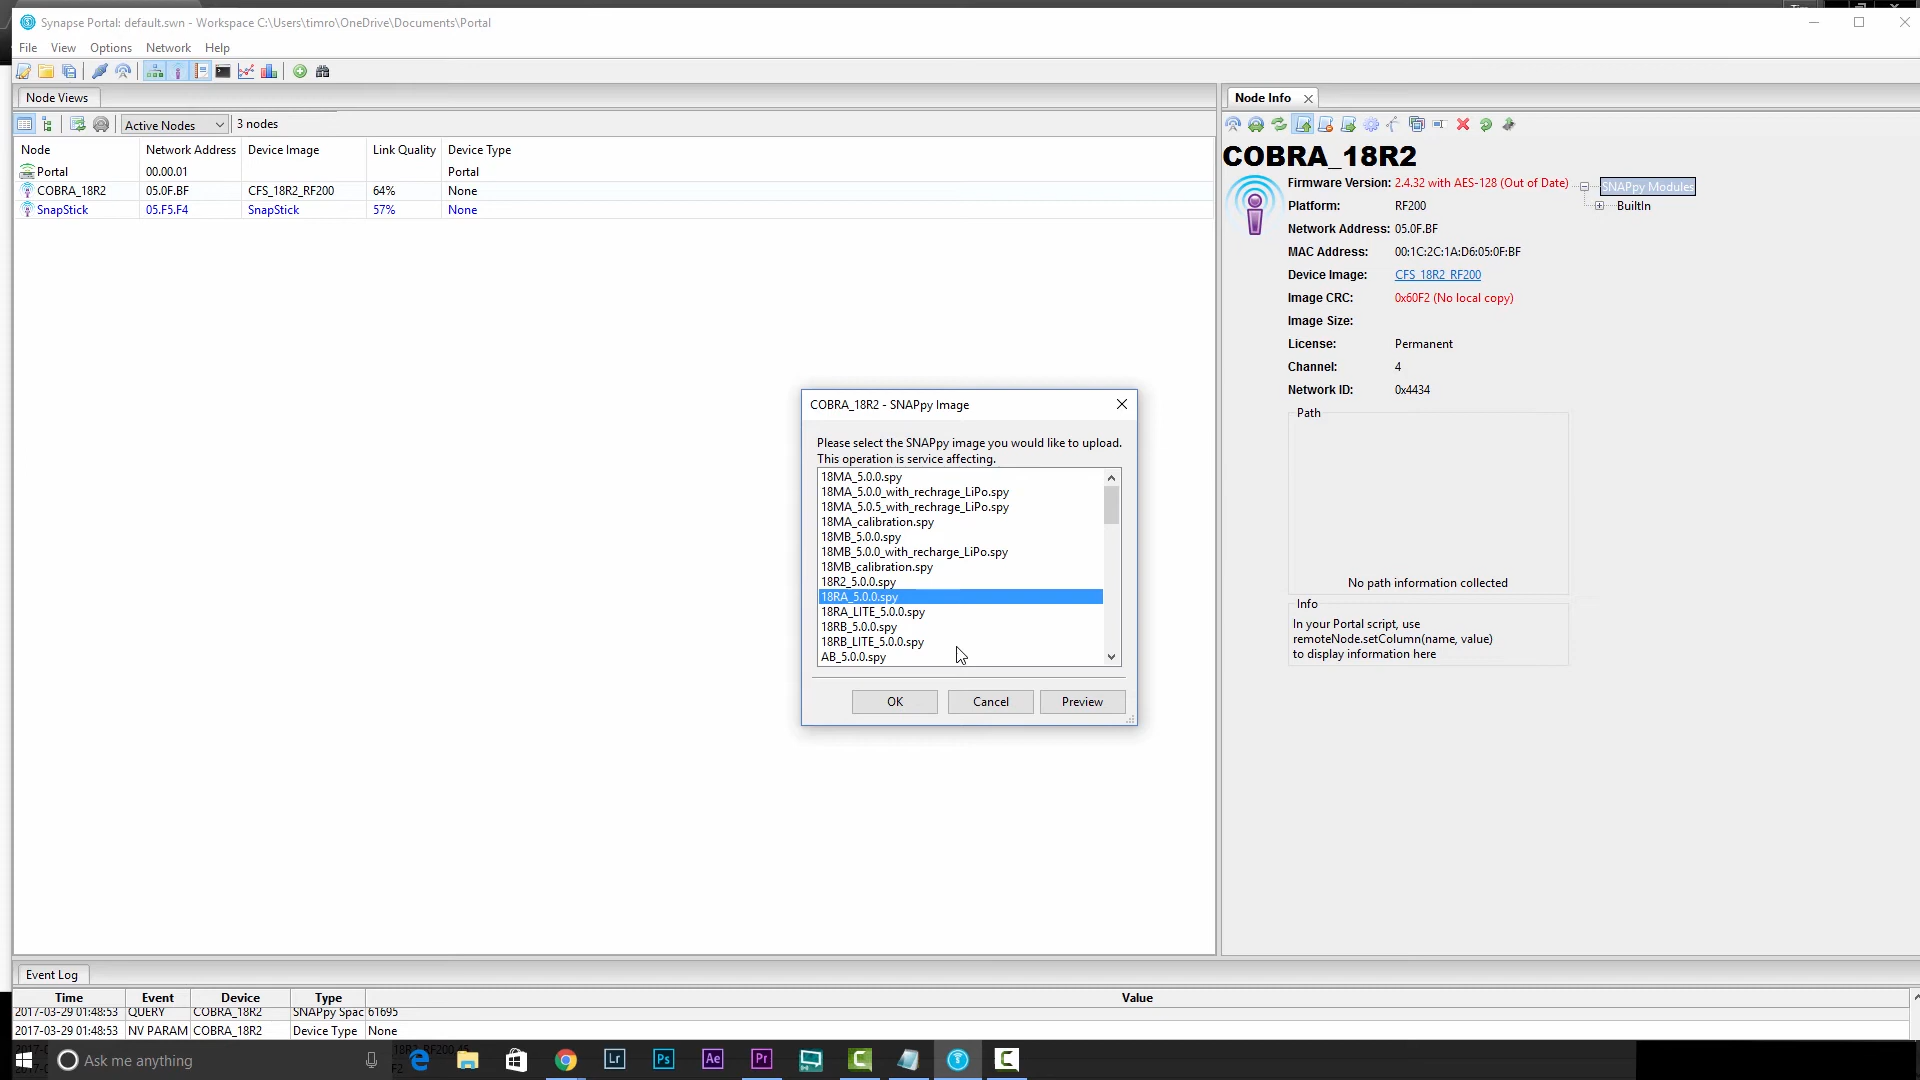 Synapse Portal: default.swn - Workspace C:\Users\timro\OneDrive\Documents\Portal
File View Options Network Help
Node Views
Active Nodes 3 nodes
Node Network Address Device Image Link Quality Device Type
Portal 00.00.01 Portal
COBRA_18R2 05.0F.BF CFS_18R2_RF200 64% None
SnapStick 05.F5.F4 SnapStick 57% None
Node Info
COBRA_18R2
Firmware Version: 2.4.32 with AES-128 (Out of Date)
Platform: RF200
Network Address: 05.0F.BF
MAC Address: 00:1C:2C:1A:D6:05:0F:BF
Device Image: CFS_18R2_RF200
Image CRC: 0x60F2 (No local copy)
Image Size:
License: Permanent
Channel: 4
Network ID: 0x4434
SNAPpy Modules
BuiltIn
Path
No path information collected
Info
In your Portal script, use
remoteNode.setColumn(name, value)
to display information here
COBRA_18R2 - SNAPpy Image
Please select the SNAPpy image you would like to upload.
This operation is service affecting.
18MA_5.0.0.spy
18MA_5.0.0_with_rechrage_LiPo.spy
18MA_5.0.5_with_rechrage_LiPo.spy
18MA_calibration.spy
18MB_5.0.0.spy
18MB_5.0.0_with_recharge_LiPo.spy
18MB_calibration.spy
18R2_5.0.0.spy
18RA_5.0.0.spy
18RA_LITE_5.0.0.spy
18RB_5.0.0.spy
18RB_LITE_5.0.0.spy
AB_5.0.0.spy
OK Cancel Preview
Event Log
Time Event Device Type Value
2017-03-29 01:48:53 QUERY COBRA_18R2 SNAPpy Spac 61695
2017-03-29 01:48:53 NV PARAM COBRA_18R2 Device Type None
Ask me anything
Lr Ps Ae Pr